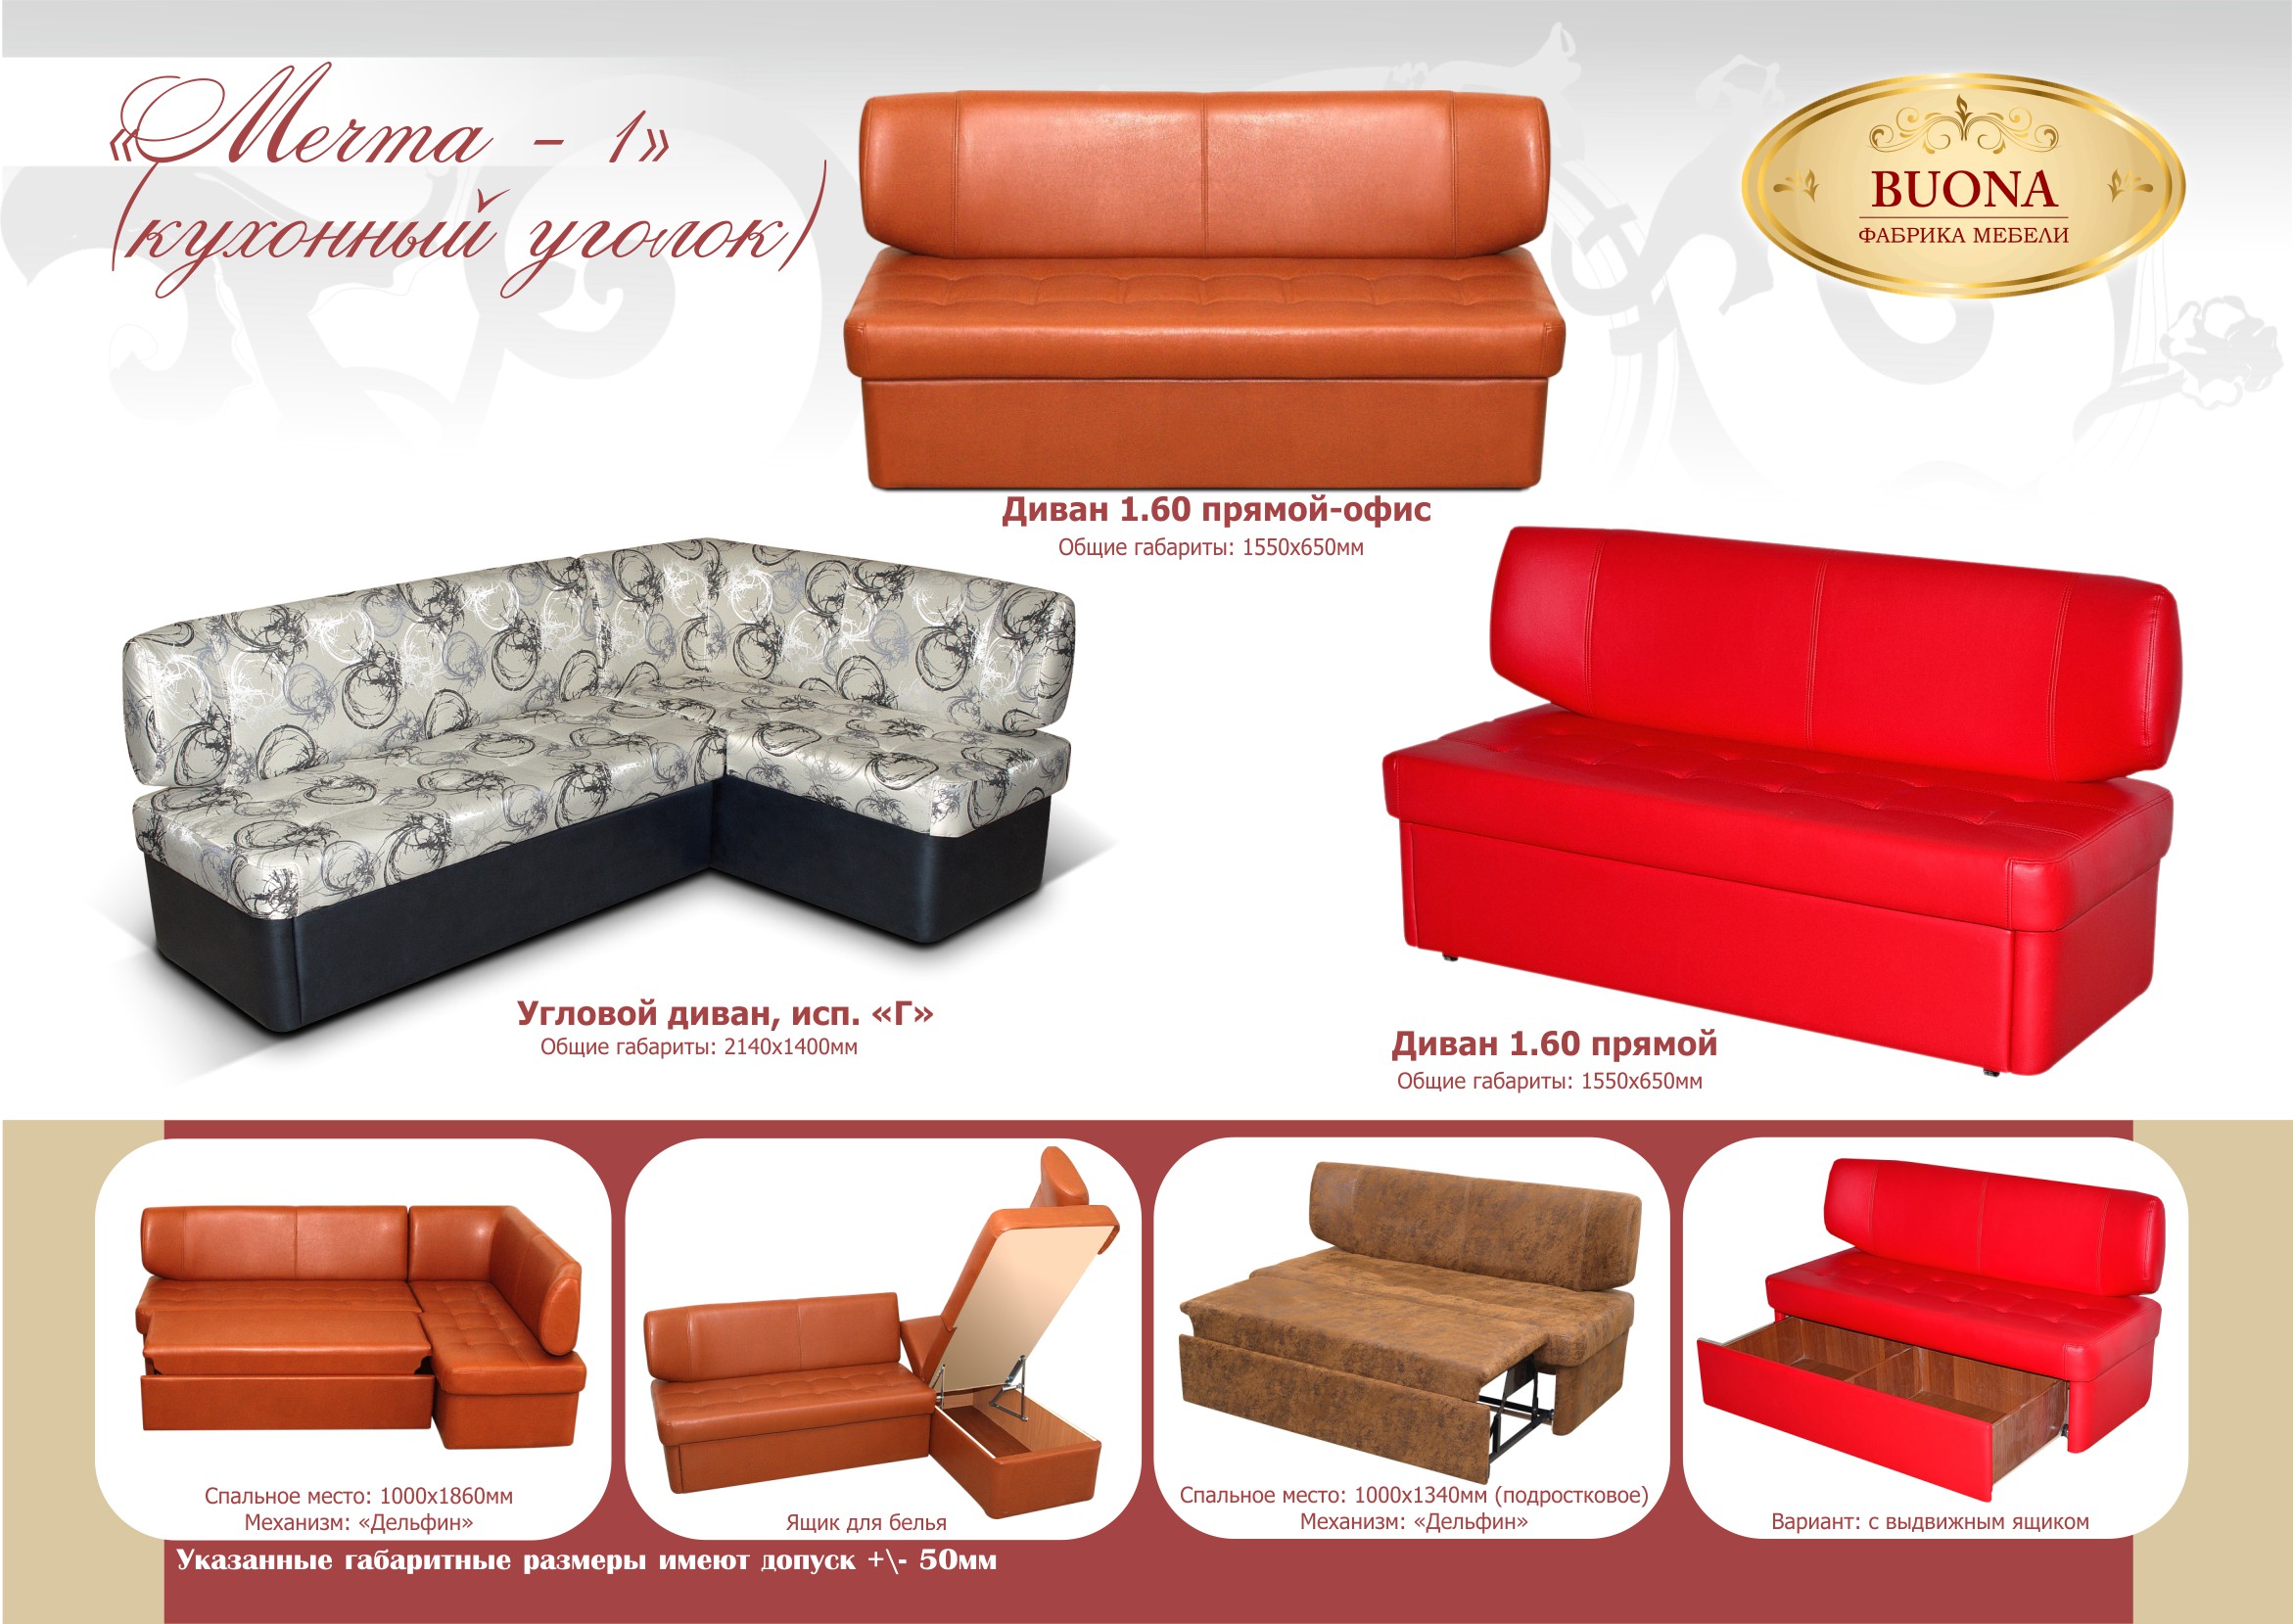 «Мечта - 1»
(кухонный уголок)
BUONA
ФАБРИКА МЕБЕЛИ
Диван 1.60 прямой-офис
Общие габариты: 1550х650мм
Угловой диван, исп. «Г»
Общие габариты: 2140х1400мм
Диван 1.60 прямой
Общие габариты: 1550х650мм
Спальное место: 1000х1860мм
Механизм: «Дельфин»
Ящик для белья
Спальное место: 1000х1340мм (подростковое)
Механизм: «Дельфин»
Вариант: с выдвижным ящиком
Указанные габаритные размеры имеют допуск +\- 50мм